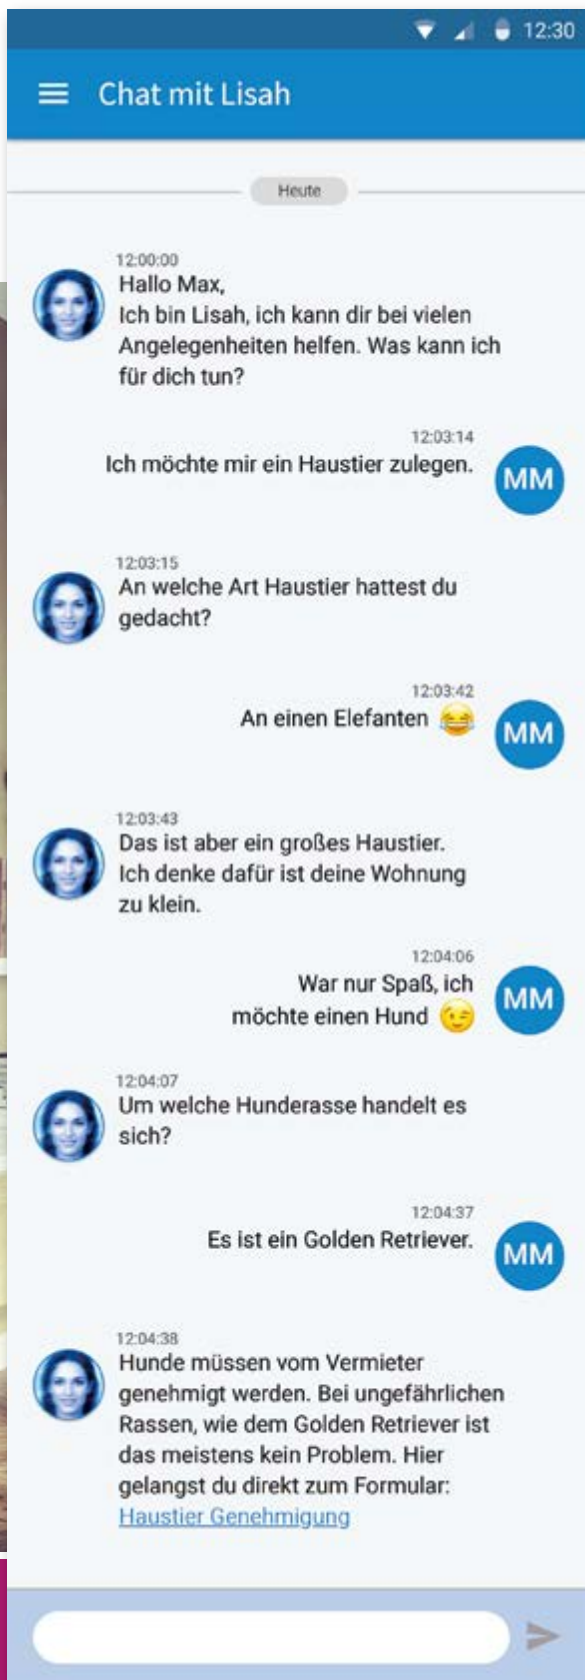 12:30
Chat mit Lisah
Heute
12:00:00
Hallo Max,
Ich bin Lisah, ich kann dir bei vielen
Angelegenheiten helfen. Was kann ich
für dich tun?
12:03:14
Ich möchte mir ein Haustier zulegen.
MM
12:03:15
An welche Art Haustier hattest du
gedacht?
12:03:42
An einen Elefanten 😂
MM
12:03:43
Das ist aber ein großes Haustier.
Ich denke dafür ist deine Wohnung
zu klein.
12:04:06
War nur Spaß, ich
möchte einen Hund 😉
MM
12:04:07
Um welche Hunderasse handelt es
sich?
12:04:37
Es ist ein Golden Retriever.
MM
12:04:38
Hunde müssen vom Vermieter
genehmigt werden. Bei ungefährlichen
Rassen, wie dem Golden Retriever ist
das meistens kein Problem. Hier
gelangst du direkt zum Formular:
Haustier Genehmigung